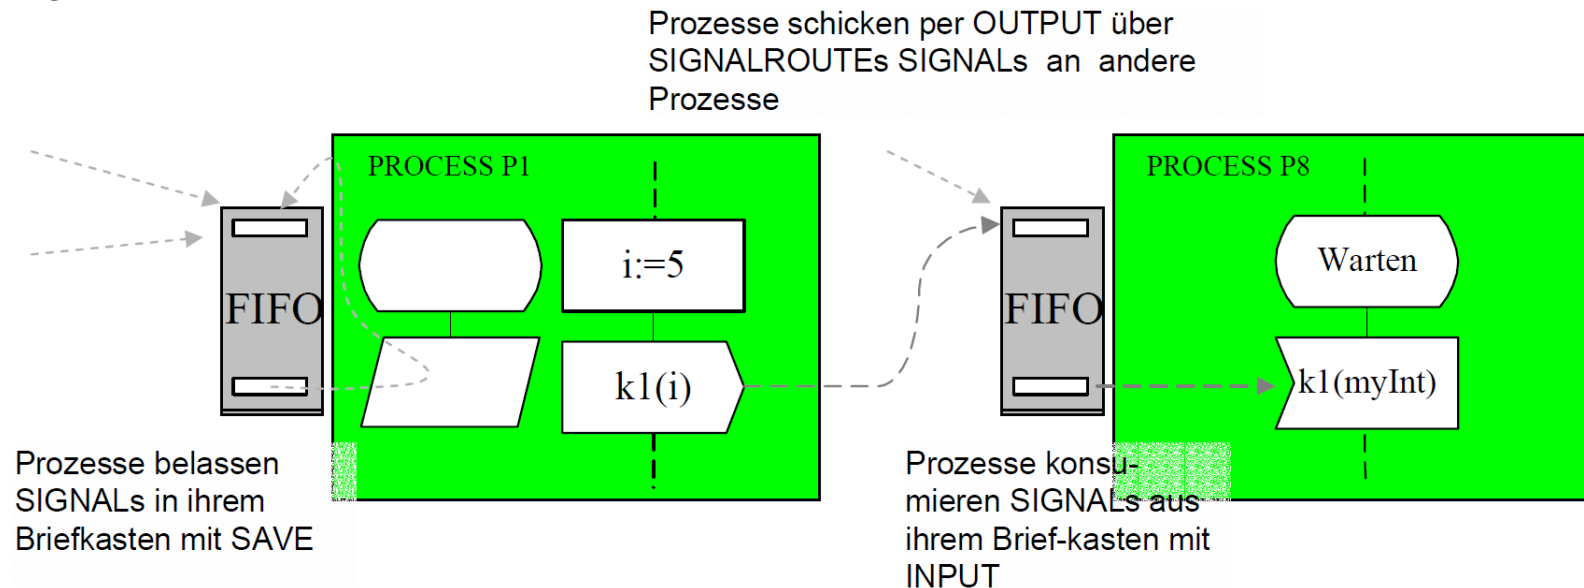 Prozesse schicken per OUTPUT über
SIGNALROUTEs SIGNALs an andere
Prozesse
PROCESS P1
i:=5
FIFO
k1(i)
PROCESS P8
Warten
FIFO
k1(myInt)
Prozesse belassen
SIGNALs in ihrem
Briefkasten mit SAVE
Prozesse konsu-
mieren SIGNALs aus
ihrem Brief-kasten mit
INPUT